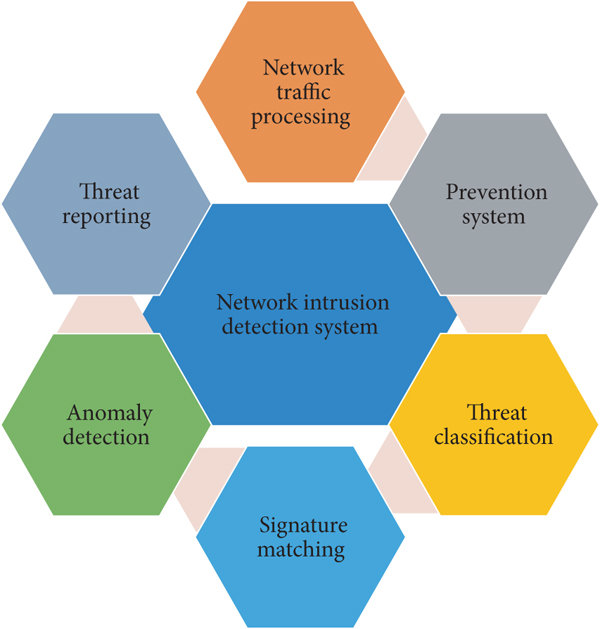 Network
traffic
processing
Threat
reporting
Prevention
system
Network intrusion
detection system
Anomaly
detection
Threat
classification
Signature
matching